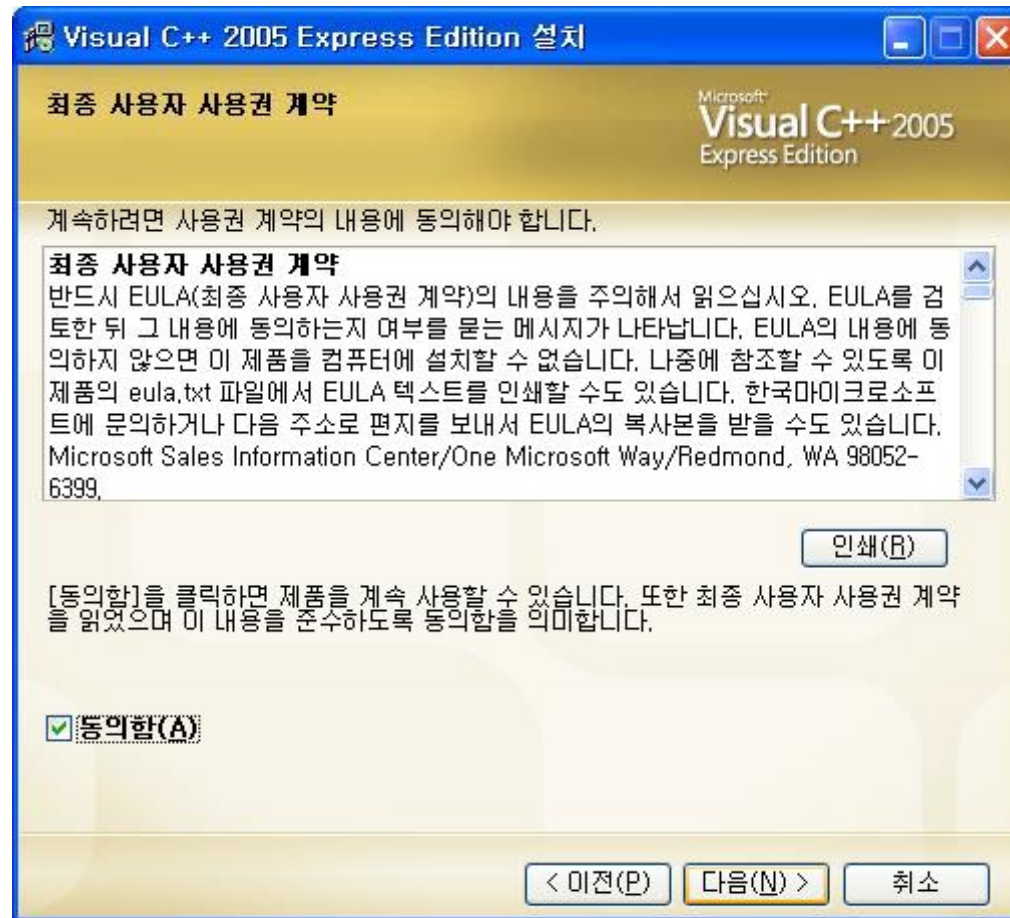 Visual C++ 2005 Express Edition 설치
최종 사용자 사용권 계약
Microsoft
Visual C++ 2005
Express Edition
계속하려면 사용권 계약의 내용에 동의해야 합니다.
최종 사용자 사용권 계약
반드시 EULA(최종 사용자 사용권 계약)의 내용을 주의해서 읽으십시오. EULA를 검
토한 뒤 그 내용에 동의하는지 여부를 묻는 메시지가 나타납니다. EULA의 내용에 동
의하지 않으면 이 제품을 컴퓨터에 설치할 수 없습니다. 나중에 참조할 수 있도록 이
제품의 eula.txt 파일에서 EULA 텍스트를 인쇄할 수도 있습니다. 한국마이크로소프
트에 문의하거나 다음 주소로 편지를 보내서 EULA의 복사본을 받을 수도 있습니다.
Microsoft Sales Information Center/One Microsoft Way/Redmond, WA 98052-
6399.
인쇄(R)
[동의함]을 클릭하면 제품을 계속 사용할 수 있습니다. 또한 최종 사용자 사용권 계약
을 읽었으며 이 내용을 준수하도록 동의함을 의미합니다.
동의함(A)
< 이전(P)
다음(N) >
취소